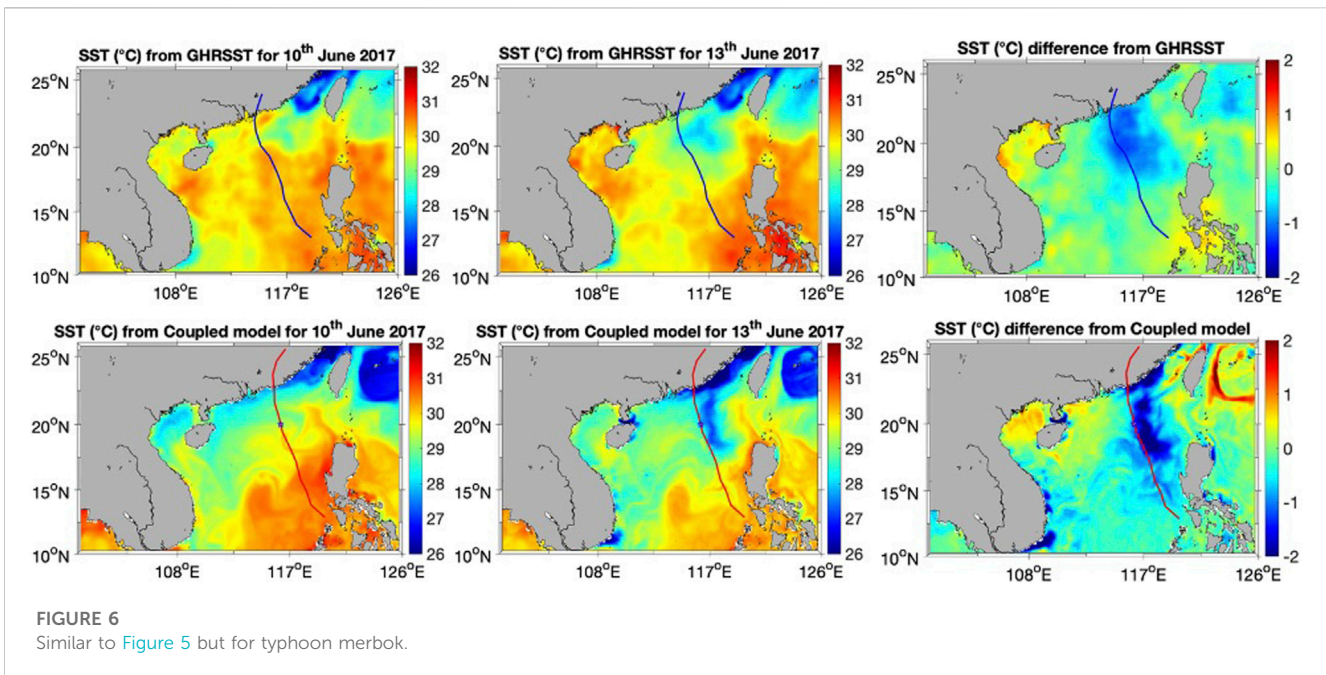 SST (°C) from GHRSST for 10th June 2017
SST (°C) from GHRSST for 13th June 2017
SST (°C) difference from GHRSST
25°N
20°N
15°N
10°N
108°E
117°E
126°E
32
31
30
29
28
27
26
25°N
20°N
15°N
10°N
108°E
117°E
126°E
32
31
30
29
28
27
26
25°N
20°N
15°N
10°N
108°E
117°E
126°E
2
1
0
-1
-2
SST (°C) from Coupled model for 10th June 2017
SST (°C) from Coupled model for 13th June 2017
SST (°C) difference from Coupled model
25°N
20°N
15°N
10°N
108°E
117°E
126°E
32
31
30
29
28
27
26
25°N
20°N
15°N
10°N
108°E
117°E
126°E
32
31
30
29
28
27
26
25°N
20°N
15°N
10°N
108°E
117°E
126°E
2
1
0
-1
-2
FIGURE 6
Similar to Figure 5 but for typhoon merbok.